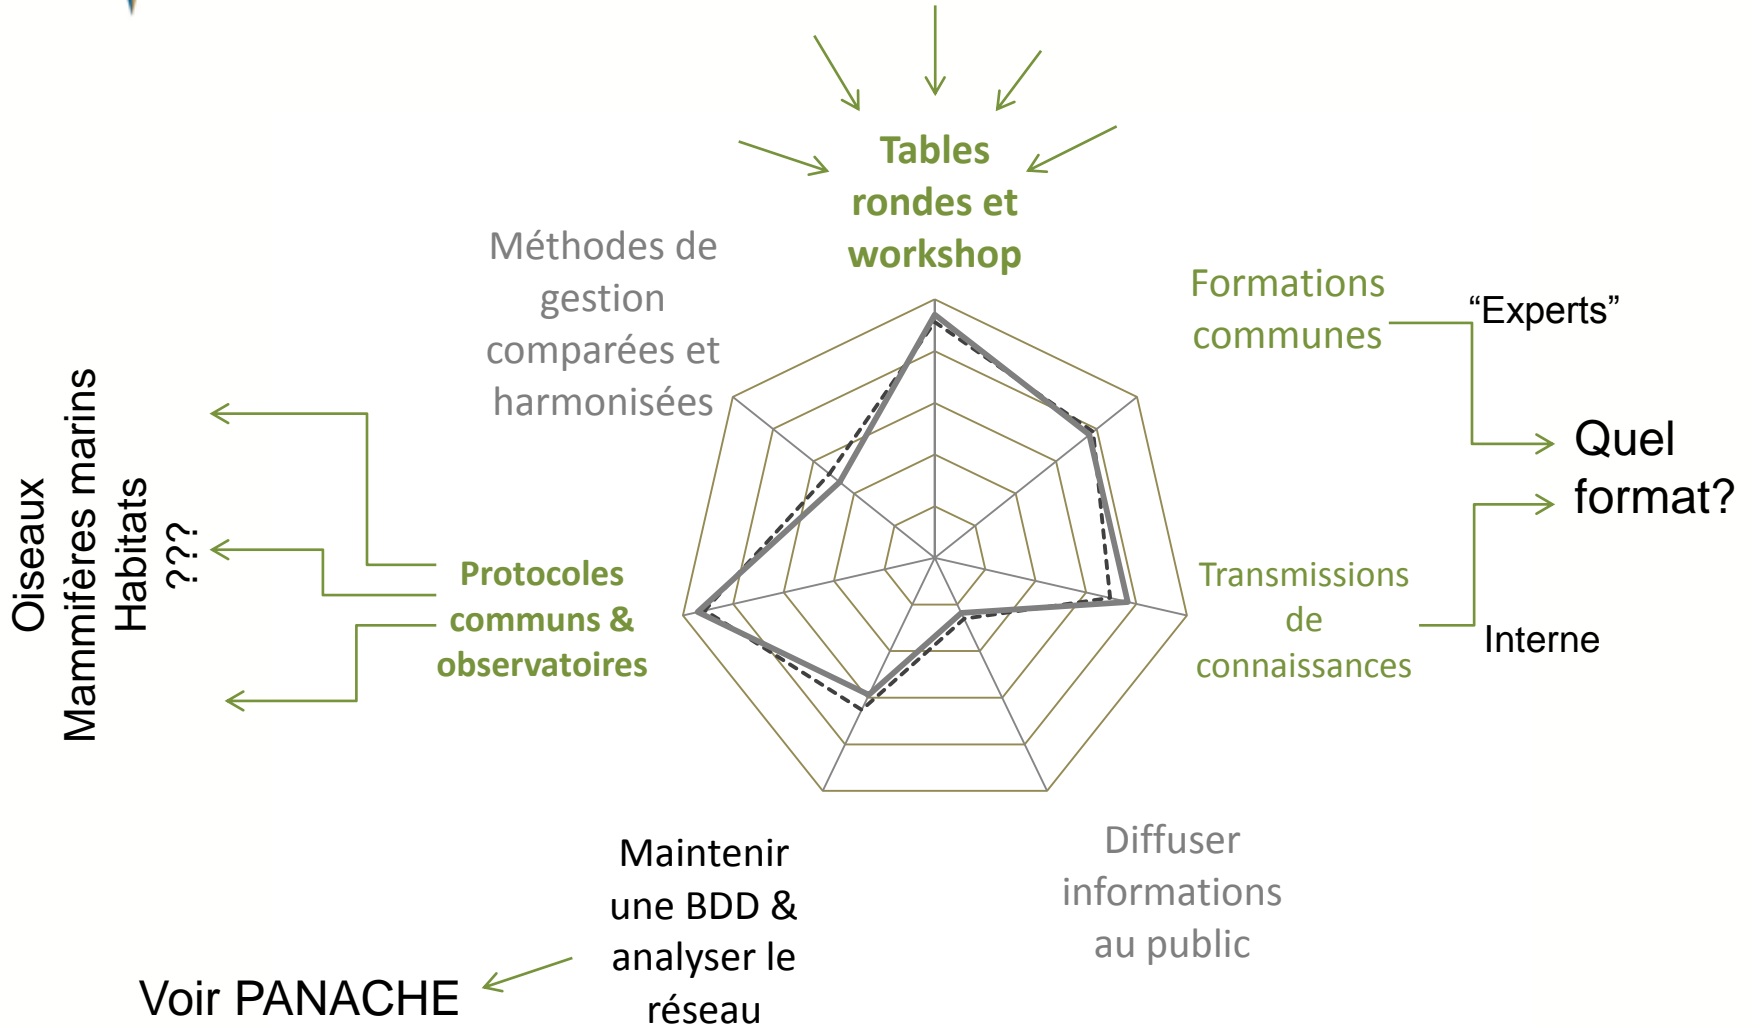 Tables
rondes et
workshop
Méthodes de
gestion
comparées et
harmonisées
Formations
communes
“Experts”
Quel
format?
Transmissions
de
connaissances
Interne
Oiseaux
Mammifères marins
Habitats
???
Protocoles
communs &
observatoires
Maintenir
une BDD &
analyser le
réseau
Diffuser
informations
au public
Voir PANACHE